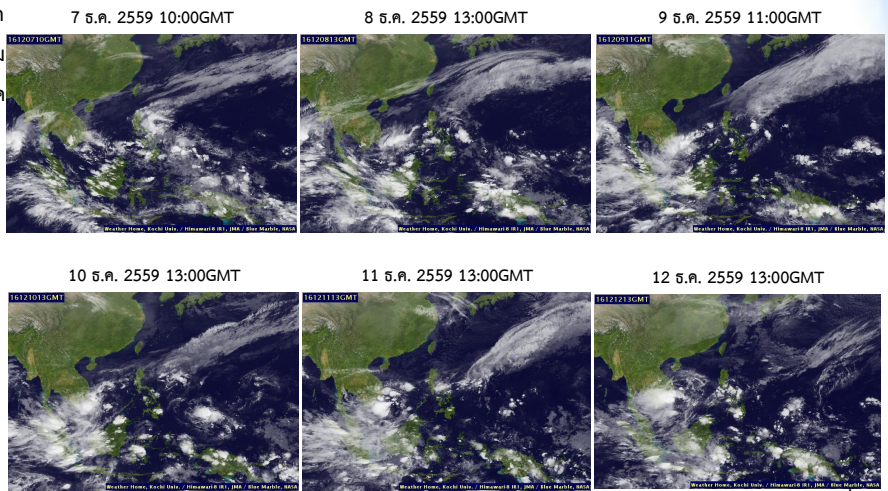 7 ธ.ค. 2559 10:00GMT
8 ธ.ค. 2559 13:00GMT
9 ธ.ค. 2559 11:00GMT
16120710GMT
16120813GMT
16120911GMT
Weather Home, Kochi Univ. / Himawari-8 IR1, JMA / Blue Marble, NASA
Weather Home, Kochi Univ. / Himawari-8 IR1, JMA / Blue Marble, NASA
Weather Home, Kochi Univ. / Himawari-8 IR1, JMA / Blue Marble, NASA
10 ธ.ค. 2559 13:00GMT
11 ธ.ค. 2559 13:00GMT
12 ธ.ค. 2559 13:00GMT
16121013GMT
16121113GMT
16121213GMT
Weather Home, Kochi Univ. / Himawari-8 IR1, JMA / Blue Marble, NASA
Weather Home, Kochi Univ. / Himawari-8 IR1, JMA / Blue Marble, NASA
Weather Home, Kochi Univ. / Himawari-8 IR1, JMA / Blue Marble, NASA